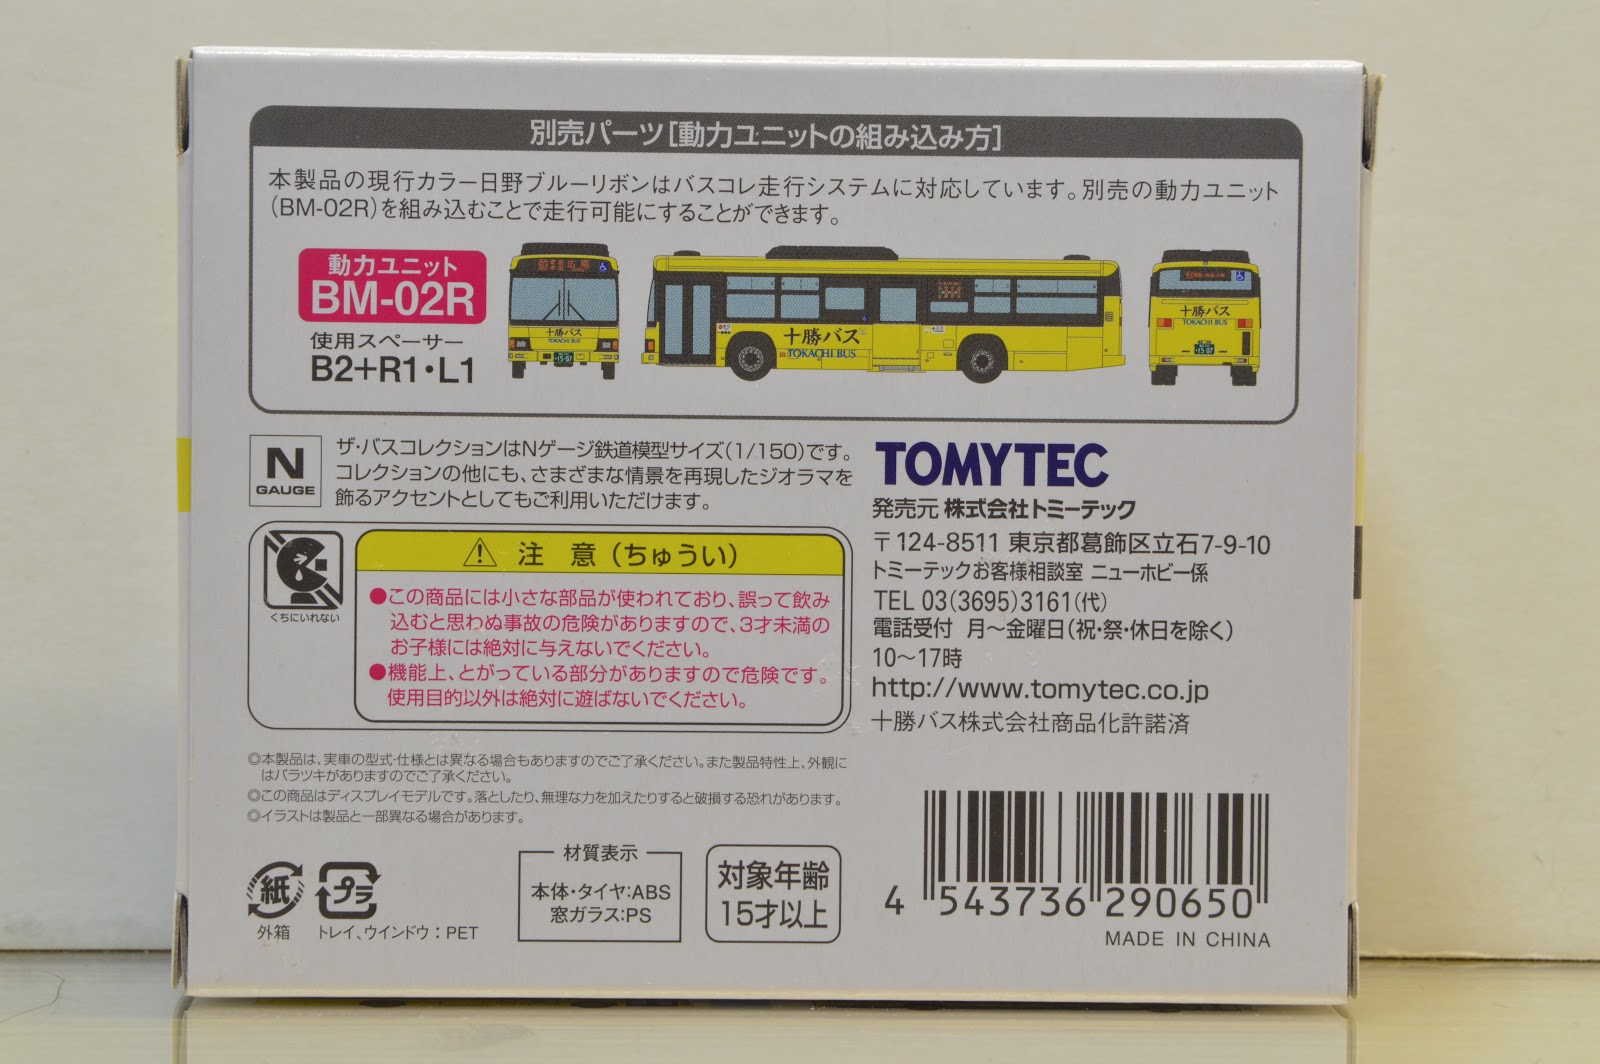 別売パーツ[動力ユニットの組み込み方]
本製品の現行カラー日野ブルーリボンはバスコレ走行システムに対応しています。別売の動力ユニット
(BM-02R)を組み込むことで走行可能にすることができます。
動力ユニット
BM-02R
使用スペーサー
B2+R1・L1
十勝バス
TOKACHI BUS
15 07
十勝バス
TOKACHI BUS
十勝バス
TOKACHI BUS
15 07
N
GAUGE
ザ・バスコレクションはNゲージ鉄道模型サイズ(1/150)です。
コレクションの他にも、さまざまな情景を再現したジオラマを
飾るアクセントとしてもご利用いただけます。
くちにいれない
注 意(ちゅうい)
●この商品には小さな部品が使われており、誤って飲み
込むと思わぬ事故の危険がありますので、3才未満の
お子様には絶対に与えないでください。
●機能上、とがっている部分がありますので危険です。
使用目的以外は絶対に遊ばないでください。
TOMYTEC
発売元 株式会社トミーテック
〒124-8511 東京都葛飾区立石7-9-10
トミーテックお客様相談室 ニューホビー係
TEL 03(3695)3161(代)
電話受付 月〜金曜日(祝・祭・休日を除く)
10〜17時
http://www.tomytec.co.jp
十勝バス株式会社商品化許諾済
◎本製品は、実車の型式・仕様とは異なる場合もありますのでご了承ください。また製品特性上、外観に
はバラツキがありますのでご了承ください。
◎この商品はディスプレイモデルです。落としたり、無理な力を加えたりすると破損する恐れがあります。
◎イラストは製品と一部異なる場合があります。
紙
外箱
プラ
トレイ、ウインドウ:PET
材質表示
本体・タイヤ:ABS
窓ガラス:PS
対象年齢
15才以上
4 543736 290650
MADE IN CHINA